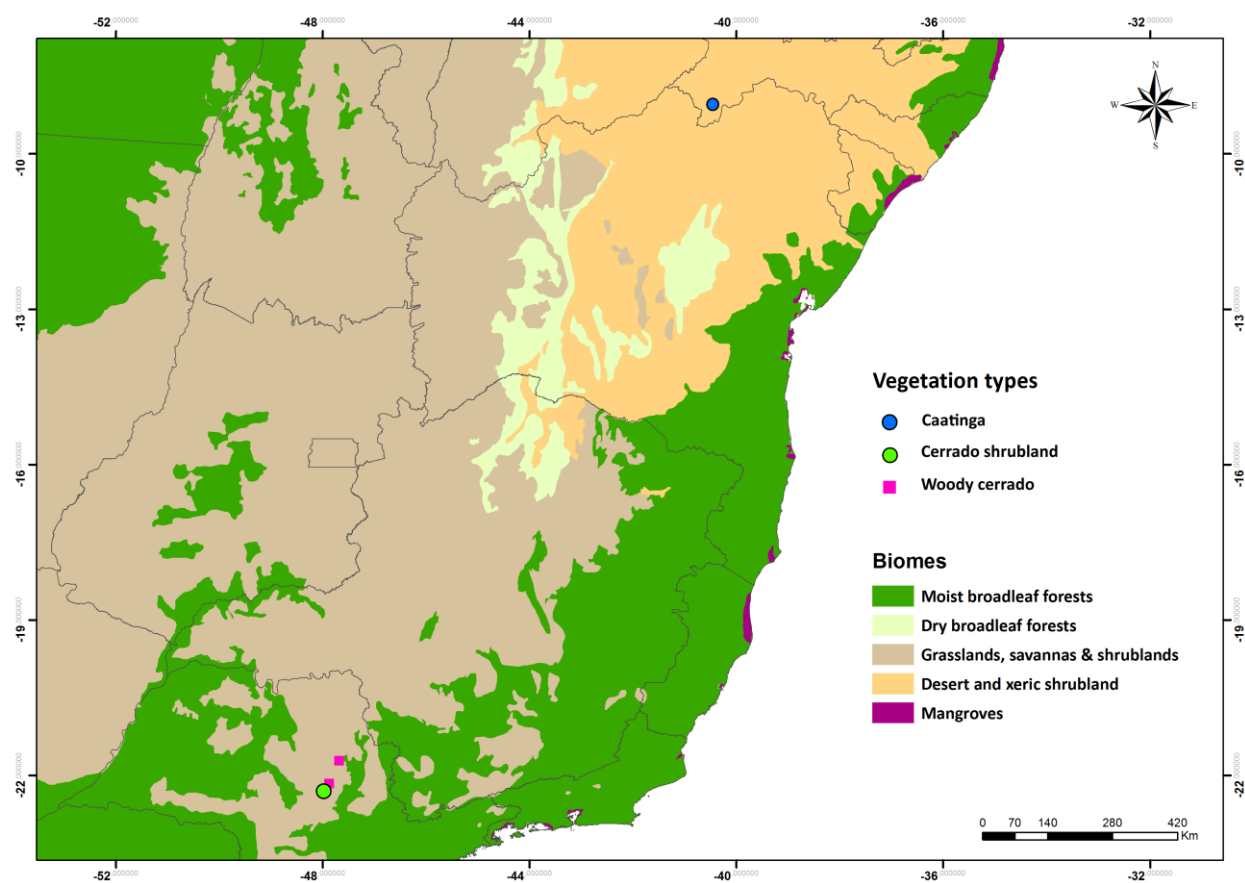 -52.000000 -48.000000 -44.000000 -40.000000 -36.000000 -32.000000
N
W E
S
-10.000000 -10.000000
-13.000000 -13.000000
Vegetation types
Caatinga
Cerrado shrubland
-16.000000 -16.000000
Woody cerrado
Biomes
Moist broadleaf forests
-19.000000 -19.000000
Dry broadleaf forests
Grasslands, savannas & shrublands
Desert and xeric shrubland
Mangroves
-22.000000 -22.000000
0 70 140 280 420
Km
-52.000000 -48.000000 -44.000000 -40.000000 -36.000000 -32.000000